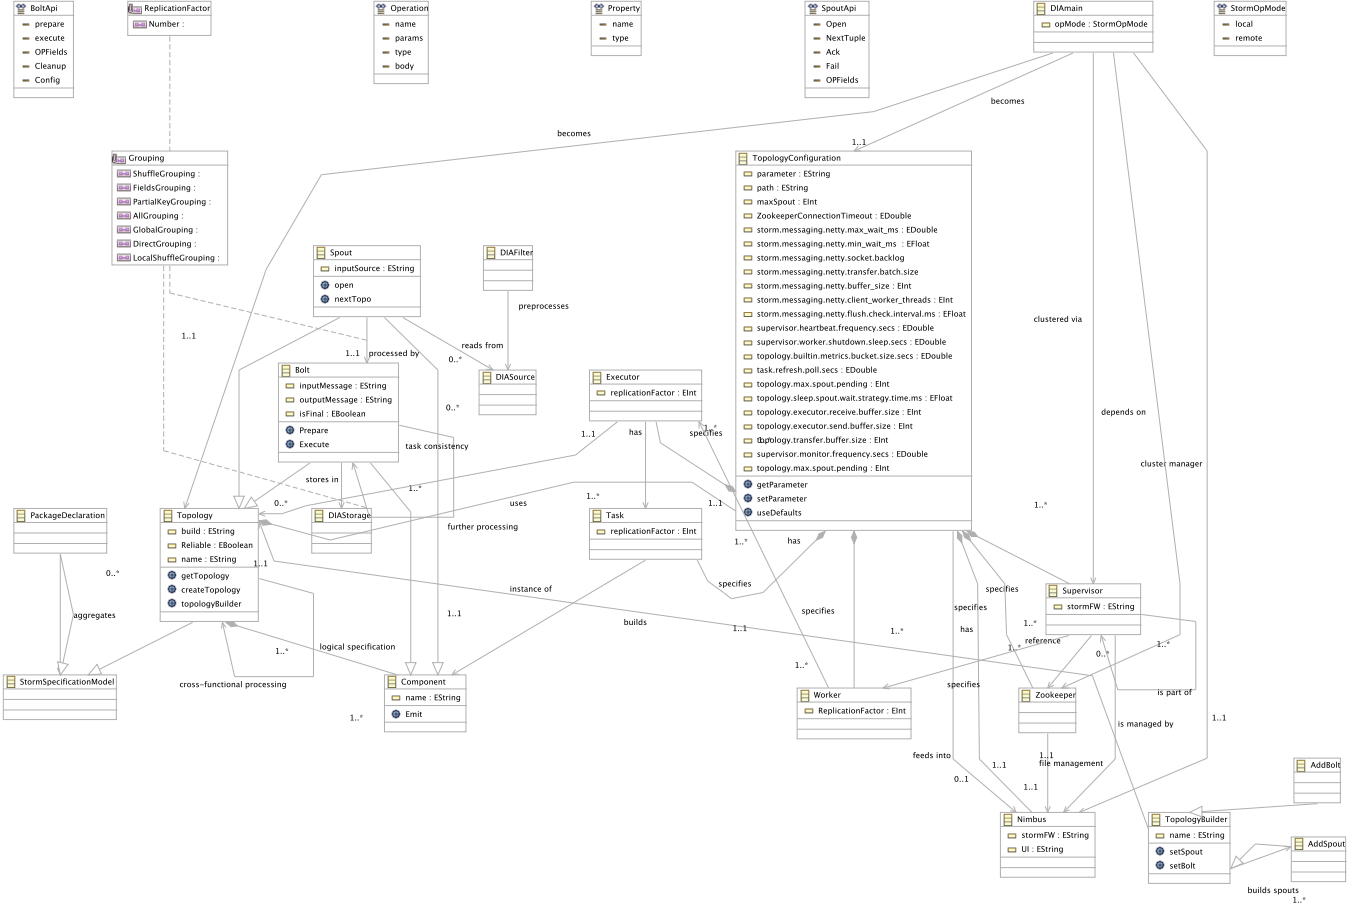 BoltApi
prepare
execute
OPFields
Cleanup
Config
ReplicationFactor
Number :
Operation
name
params
type
body
Property
name
type
SpoutApi
Open
NextTuple
Ack
Fail
OPFields
DIAmain
opMode : StormOpMode
StormOpMode
local
remote
becomes
becomes
1..1
Grouping
ShuffleGrouping :
FieldsGrouping :
PartialKeyGrouping :
AllGrouping :
GlobalGrouping :
DirectGrouping :
LocalShuffleGrouping :
TopologyConfiguration
parameter : EString
path : EString
maxSpout : EInt
ZookeeperConnectionTimeout : EDouble
storm.messaging.netty.max_wait_ms : EDouble
storm.messaging.netty.min_wait_ms : EFloat
storm.messaging.netty.socket.backlog
storm.messaging.netty.transfer.batch.size
storm.messaging.netty.buffer_size : EInt
storm.messaging.netty.client_worker_threads : EInt
storm.messaging.netty.flush.check.interval.ms : EFloat
supervisor.heartbeat.frequency.secs : EDouble
supervisor.worker.shutdown.sleep.secs : EDouble
topology.builtin.metrics.bucket.size.secs : EDouble
task.refresh.poll.secs : EDouble
topology.max.spout.pending : EInt
topology.sleep.spout.wait.strategy.time.ms : EFloat
topology.executor.receive.buffer.size : EInt
topology.executor.send.buffer.size : EInt
topology.transfer.buffer.size : EInt
supervisor.monitor.frequency.secs : EDouble
topology.max.spout.pending : EInt
getParameter
setParameter
useDefaults
Spout
inputSource : EString
open
nextTopo
DIAFilter
preprocesses
clustered via
1..1
1..1
processed by
reads from
0..*
Bolt
inputMessage : EString
outputMessage : EString
isFinal : EBoolean
Prepare
Execute
DIASource
Executor
replicationFactor : EInt
0..*
depends on
task consistency
1..1
has
specifies
1..*
cluster manager
stores in
1..*
0..*
uses
1..*
1..1
1..*
PackageDeclaration
Topology
build : EString
Reliable : EBoolean
name : EString
getTopology
createTopology
topologyBuilder
DIAStorage
further processing
Task
replicationFactor : EInt
has
1..*
1..1
0..*
instance of
specifies
specifies
Supervisor
stormFW : EString
aggregates
1..1
builds
1..1
specifies
specifies
has
1..*
1..*
reference
1..*
1..*
0..*
logical specification
1..*
1..*
StormSpecificationModel
cross-functional processing
Component
name : EString
Emit
1..*
Worker
ReplicationFactor : EInt
specifies
Zookeeper
is part of
1..1
is managed by
feeds into
1..1
file management
1..1
0..1
1..1
AddBolt
Nimbus
stormFW : EString
UI : EString
TopologyBuilder
name : EString
setSpout
setBolt
AddSpout
builds spouts
1..*